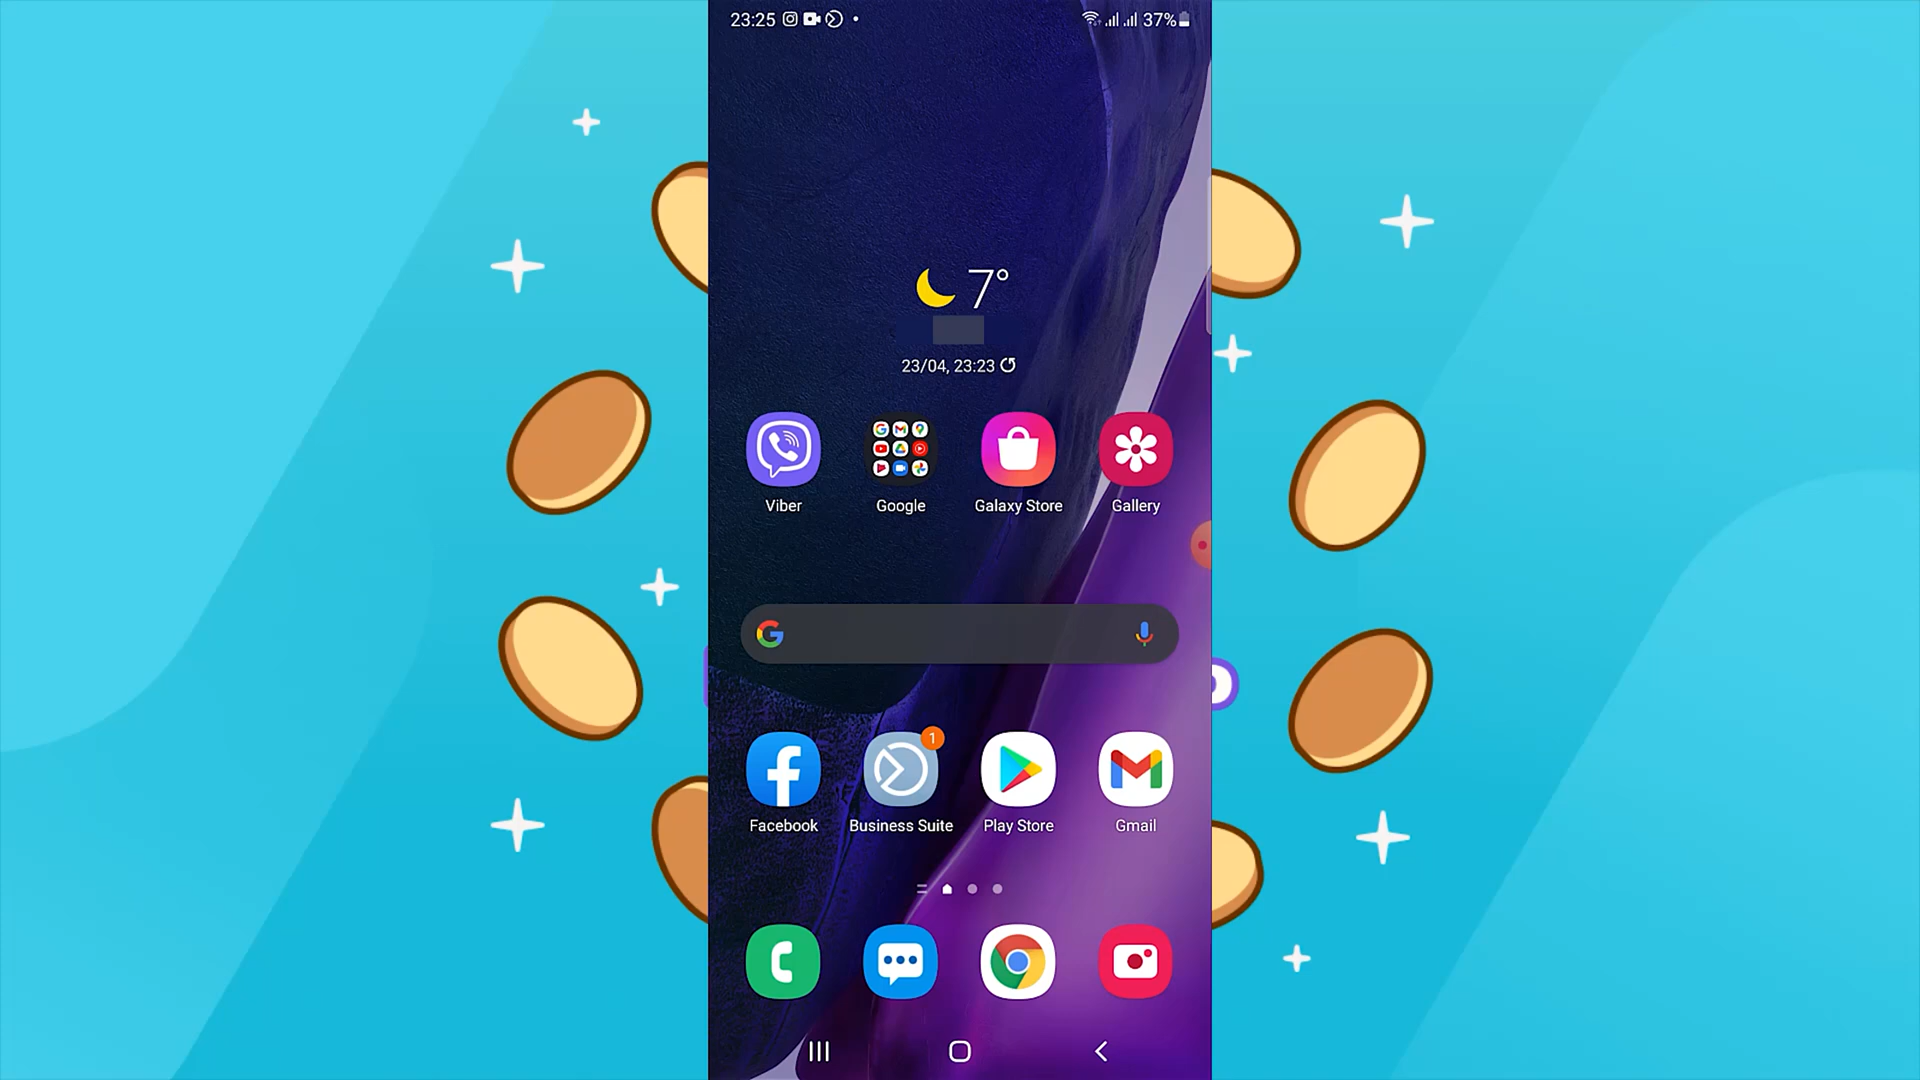 23:25
37%
7°
23/04, 23:23
Viber
Google
Galaxy Store
Gallery
1
Facebook
Business Suite
Play Store
Gmail